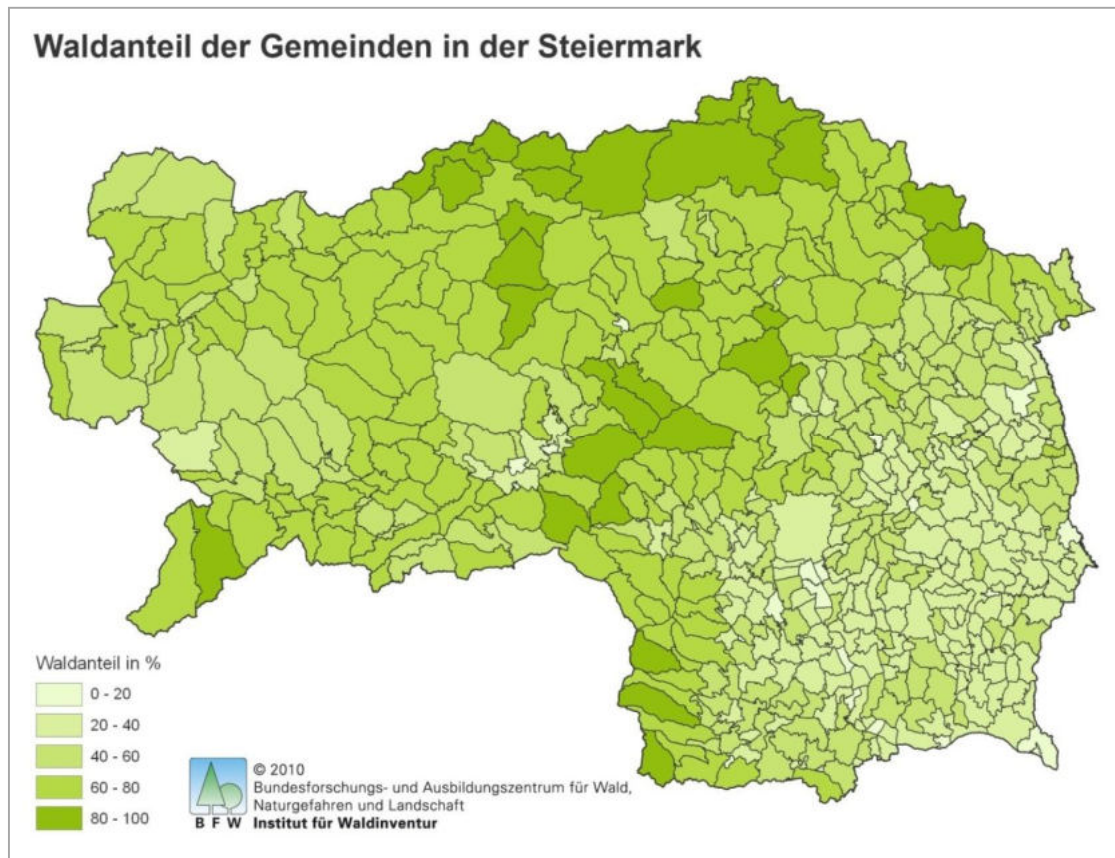 Waldanteil der Gemeinden in der Steiermark
Waldanteil in %
0 - 20
20 - 40
40 - 60
60 - 80
80 - 100
BFW
© 2010
Bundesforschungs- und Ausbildungszentrum für Wald,
Naturgefahren und Landschaft
Institut für Waldinventur